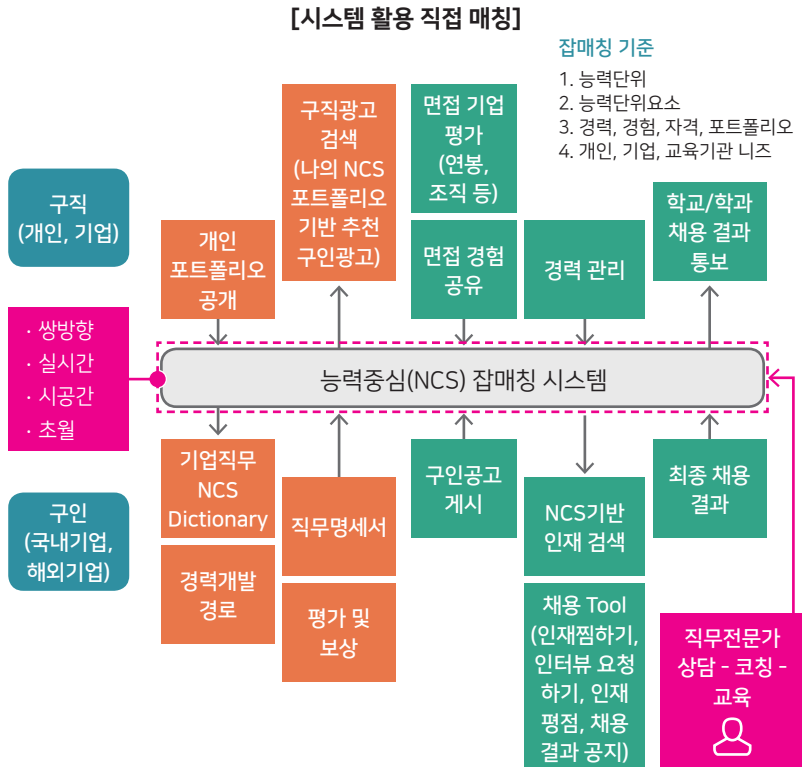 [시스템 활용 직접 매칭]
잡매칭 기준
1. 능력단위
2. 능력단위요소
3. 경력, 경험, 자격, 포트폴리오
4. 개인, 기업, 교육기관 니즈
구직
(개인, 기업)
개인
포트폴리오
공개
구직광고
검색
(나의 NCS
포트폴리오
기반 추천
구인광고)
면접 기업
평가
(연봉,
조직 등)
면접 경험
공유
경력 관리
학교/학과
채용 결과
통보
· 쌍방향
· 실시간
· 시공간
· 초월
능력중심(NCS) 잡매칭 시스템
구인
(국내기업,
해외기업)
기업직무
NCS
Dictionary
경력개발
경로
직무명세서
평가 및
보상
구인공고
게시
NCS기반
인재 검색
채용 Tool
(인재찜하기,
인터뷰 요청
하기, 인재
평점, 채용
결과 공지)
최종 채용
결과
직무전문가
상담 - 코칭 -
교육